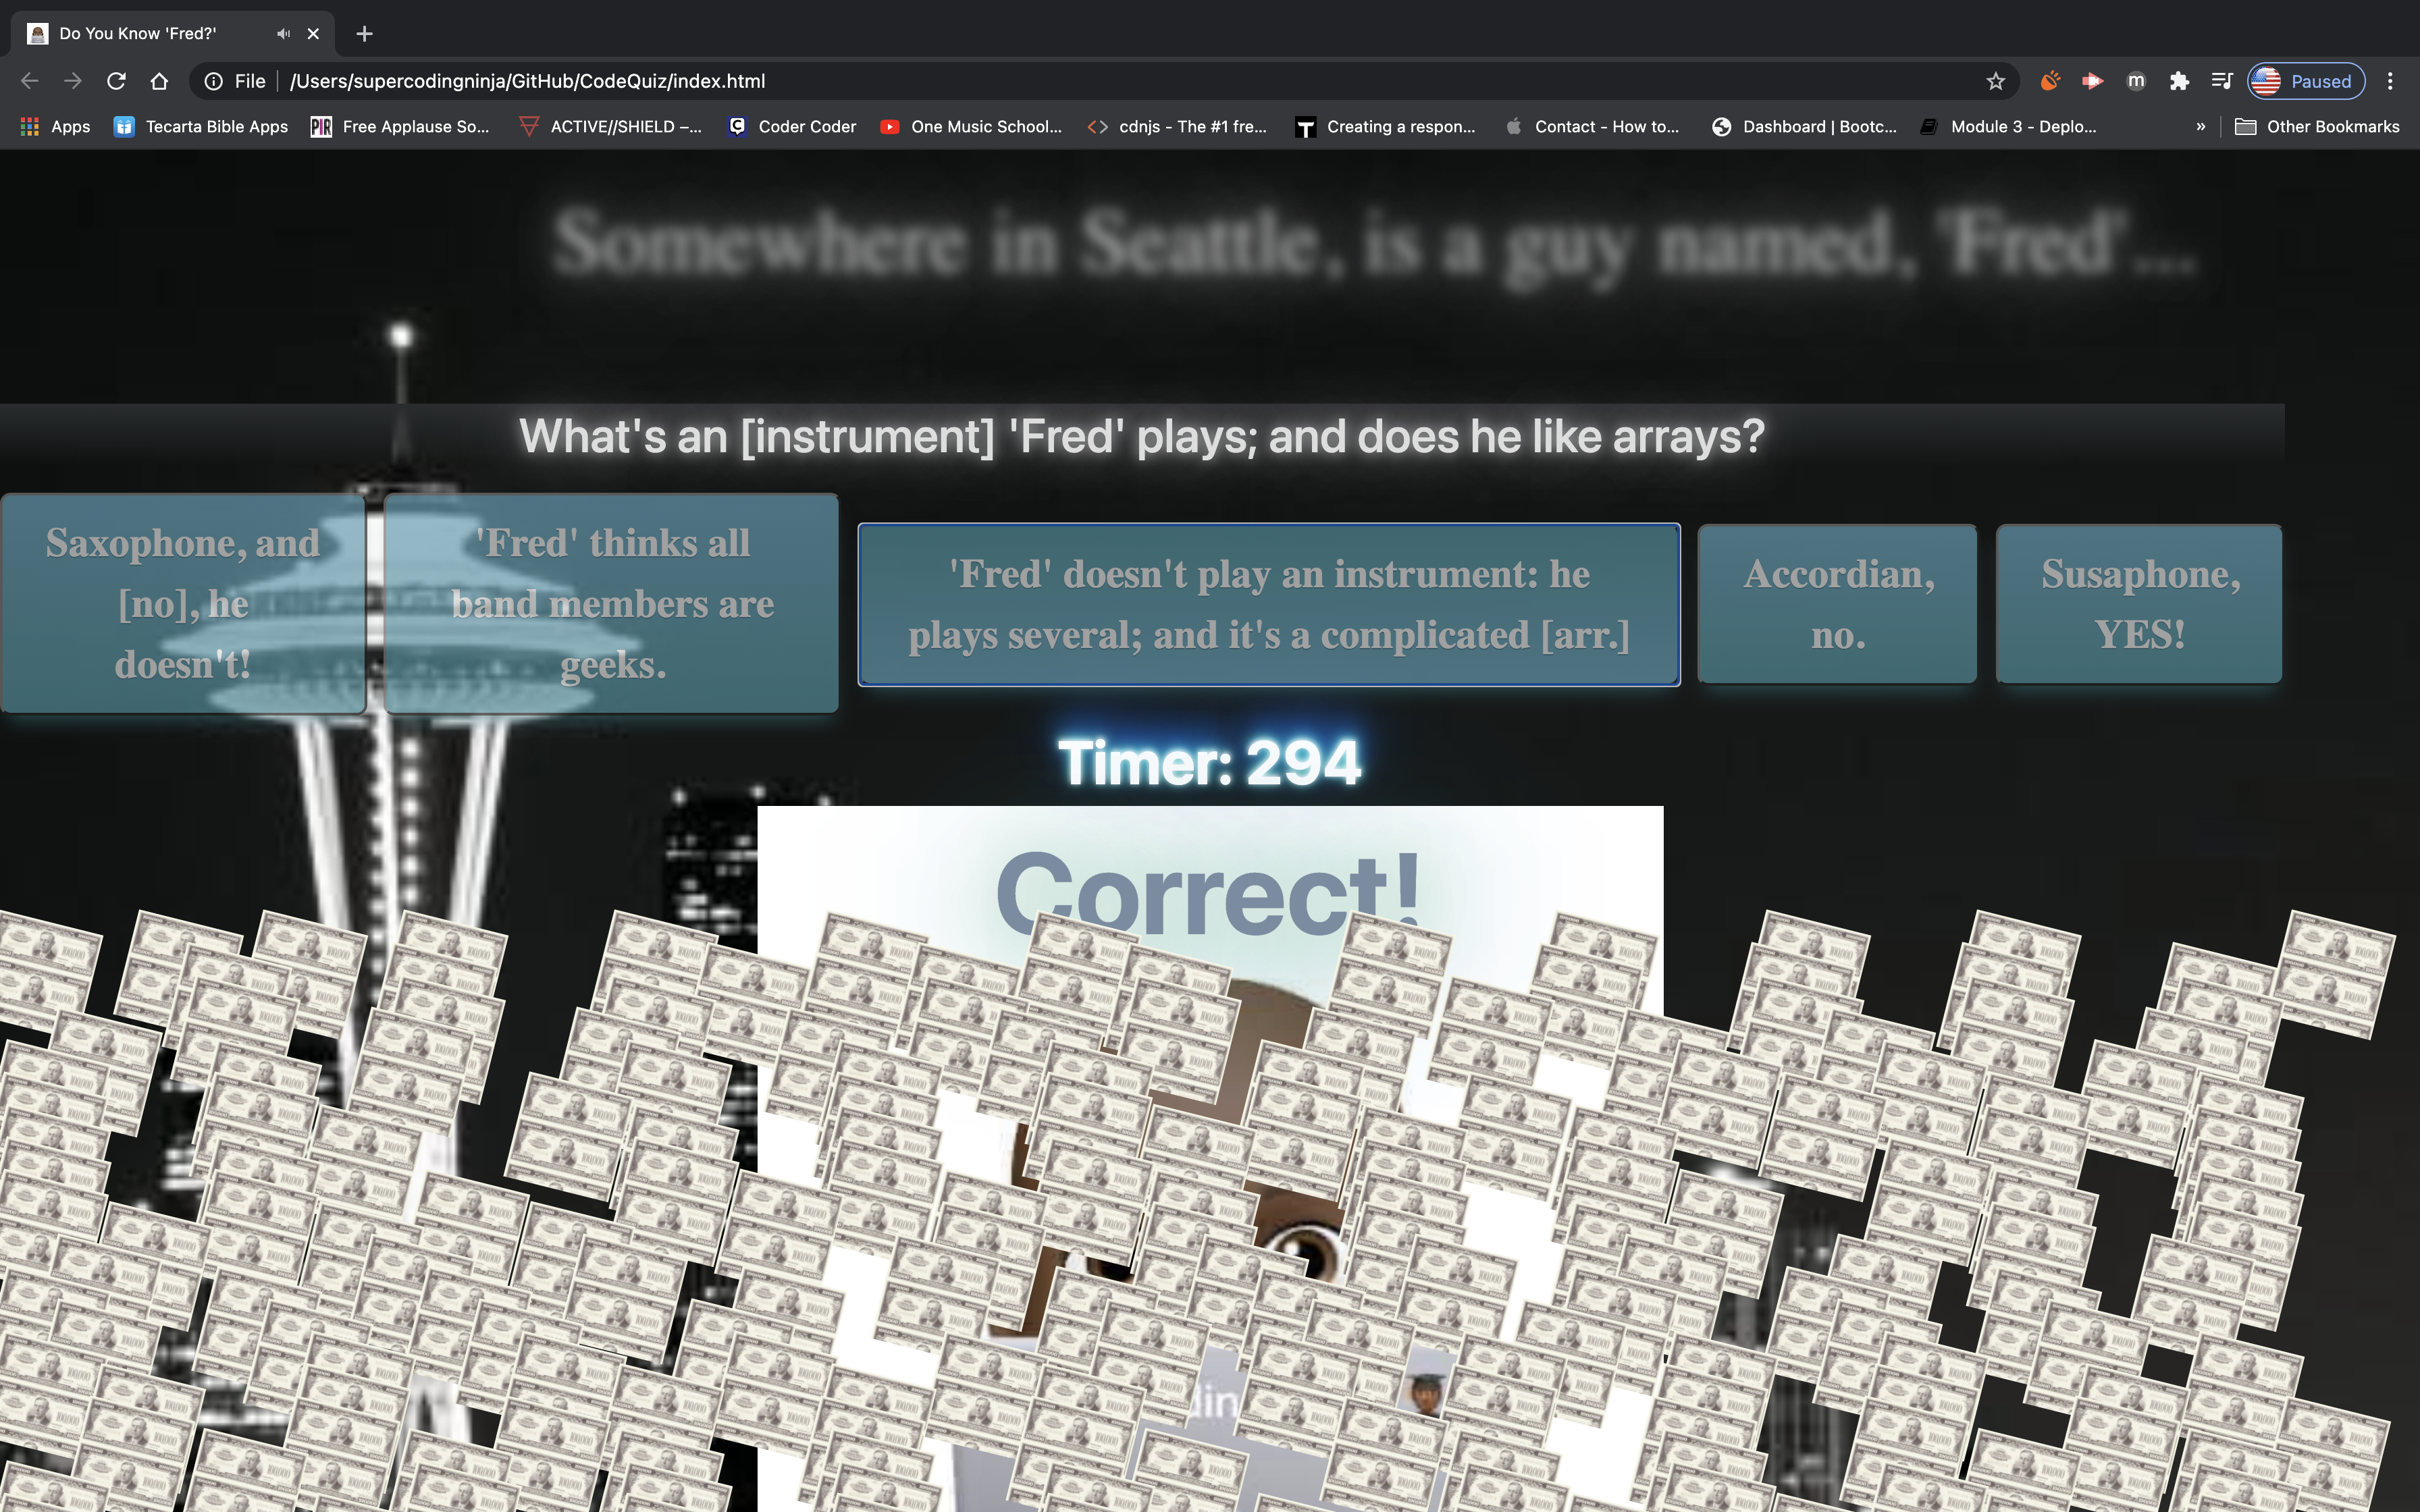 Do You Know 'Fred?'
File /Users/supercodingninja/GitHub/CodeQuiz/index.html
m
Paused
Apps
Tecarta Bible Apps
Free Applause So...
ACTIVE//SHIELD –...
Coder Coder
One Music School...
cdnjs - The #1 fre...
Creating a respon...
Contact - How to...
Dashboard | Bootc...
Module 3 - Deplo...
»
Other Bookmarks
Somewhere in Seattle, is a guy named, 'Fred'...
What's an [instrument] 'Fred' plays; and does he like arrays?
Saxophone, and
[no], he
doesn't!
'Fred' thinks all
band members are
geeks.
'Fred' doesn't play an instrument: he
plays several; and it's a complicated [arr.]
Accordian,
no.
Susaphone,
YES!
Timer: 294
Correct!